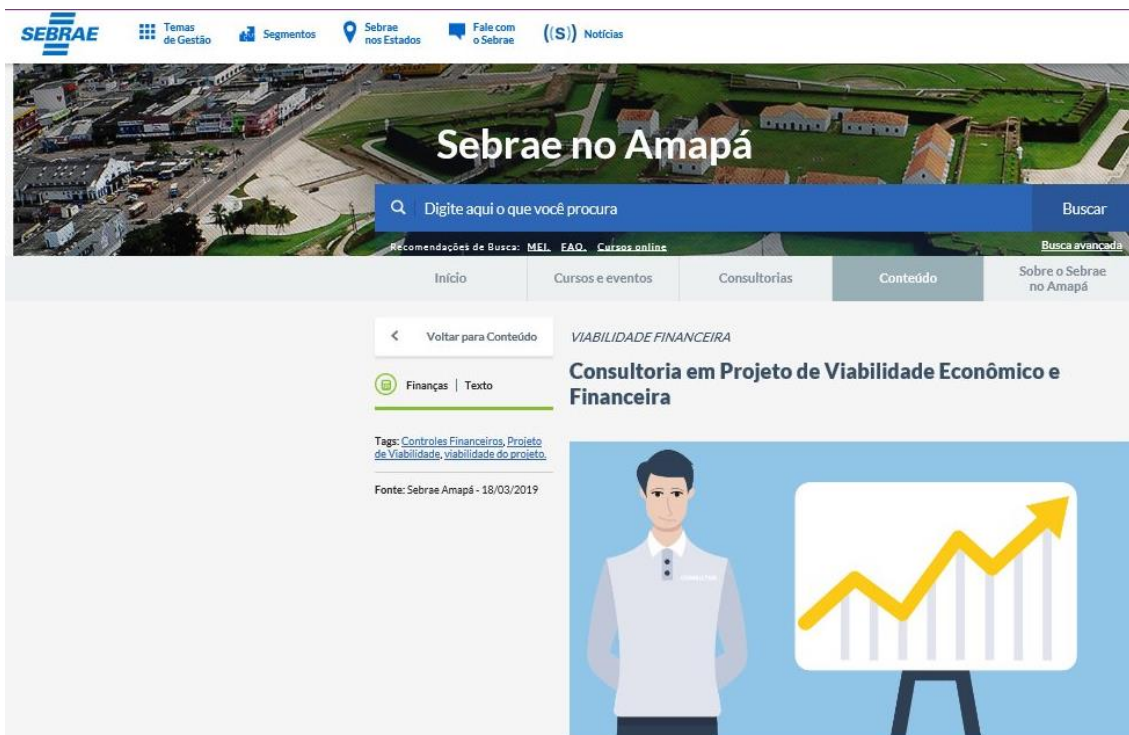 SEBRAE
Temas
de Gestão
Segmentos
Sebrae
nos Estados
Fale com
o Sebrae
((S)) Notícias
Sebrae no Amapá
Digite aqui o que você procura
Buscar
Recomendações de Busca: MEI, FAQ, Cursos online
Busca avançada
Início
Cursos e eventos
Consultorias
Conteúdo
Sobre o Sebrae
no Amapá
Voltar para Conteúdo
Finanças | Texto
Tags: Controles Financeiros, Projeto
de Viabilidade, viabilidade do projeto.
Fonte: Sebrae Amapá - 18/03/2019
VIABILIDADE FINANCEIRA
Consultoria em Projeto de Viabilidade Econômico e
Financeira